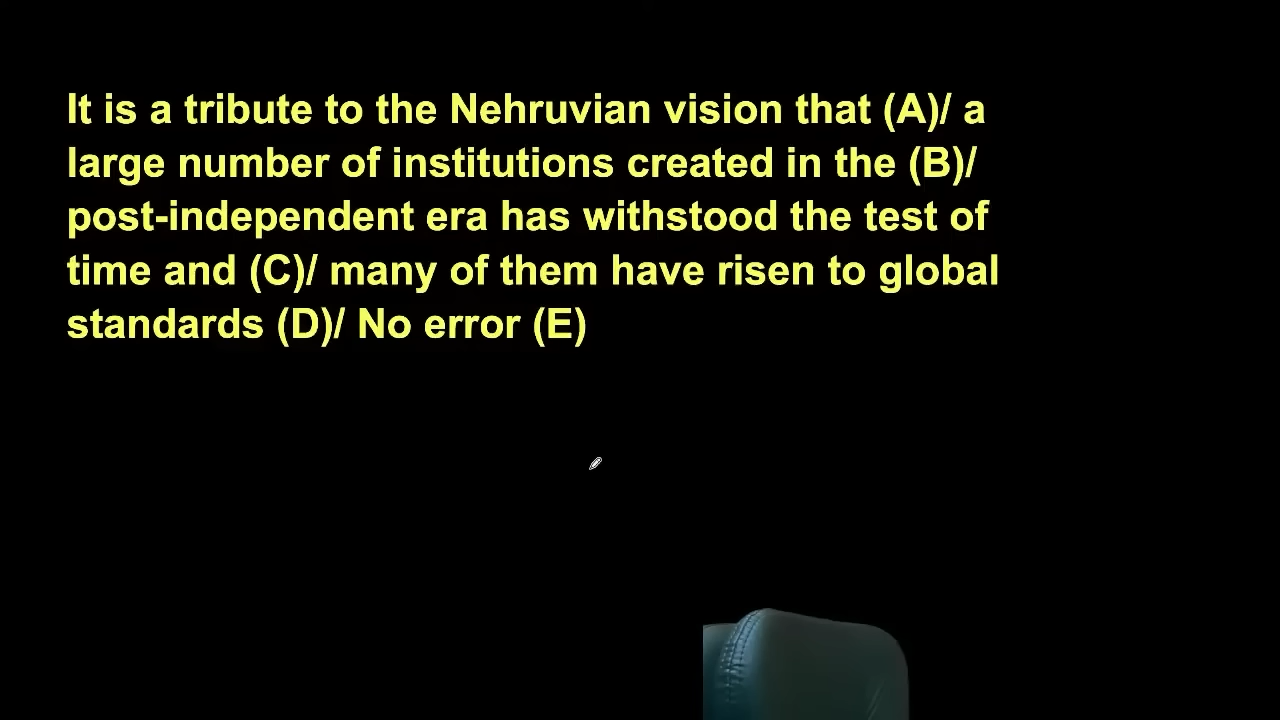 It is a tribute to the Nehruvian vision that (A)/ a
large number of institutions created in the (B)/
post-independent era has withstood the test of
time and (C)/ many of them have risen to global
standards (D)/ No error (E)